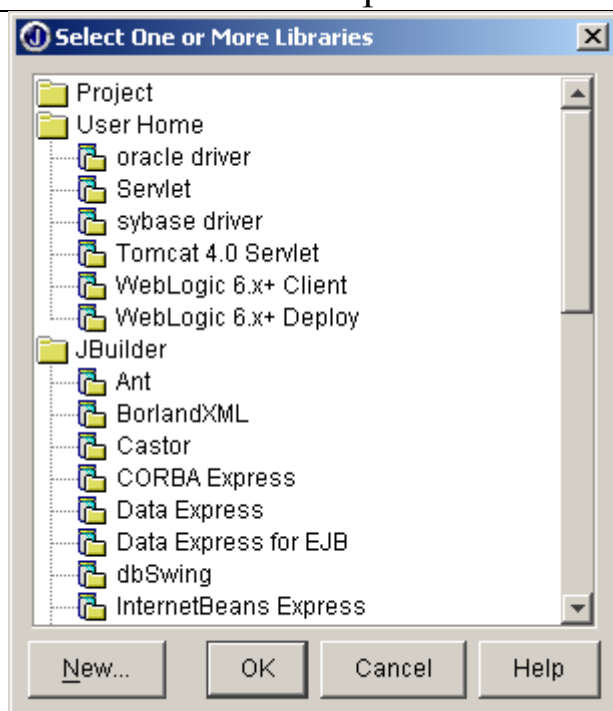 Select One or More Libraries
Project
User Home
oracle driver
Servlet
sybase driver
Tomcat 4.0 Servlet
WebLogic 6.x+ Client
WebLogic 6.x+ Deploy
JBuilder
Ant
BorlandXML
Castor
CORBA Express
Data Express
Data Express for EJB
dbSwing
InternetBeans Express
New... OK Cancel Help